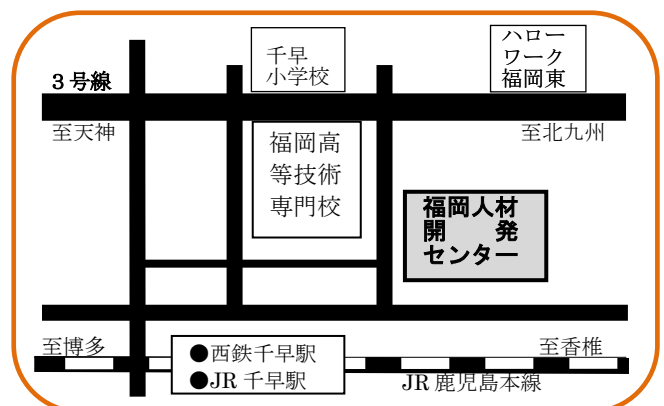 ハロー
ワーク
福岡東
千早
小学校
3号線
至天神
至北九州
福岡高
等技術
専門校
福岡人材
開　発
センター
至博多
至香椎
●西鉄千早駅
●JR 千早駅
JR 鹿児島本線